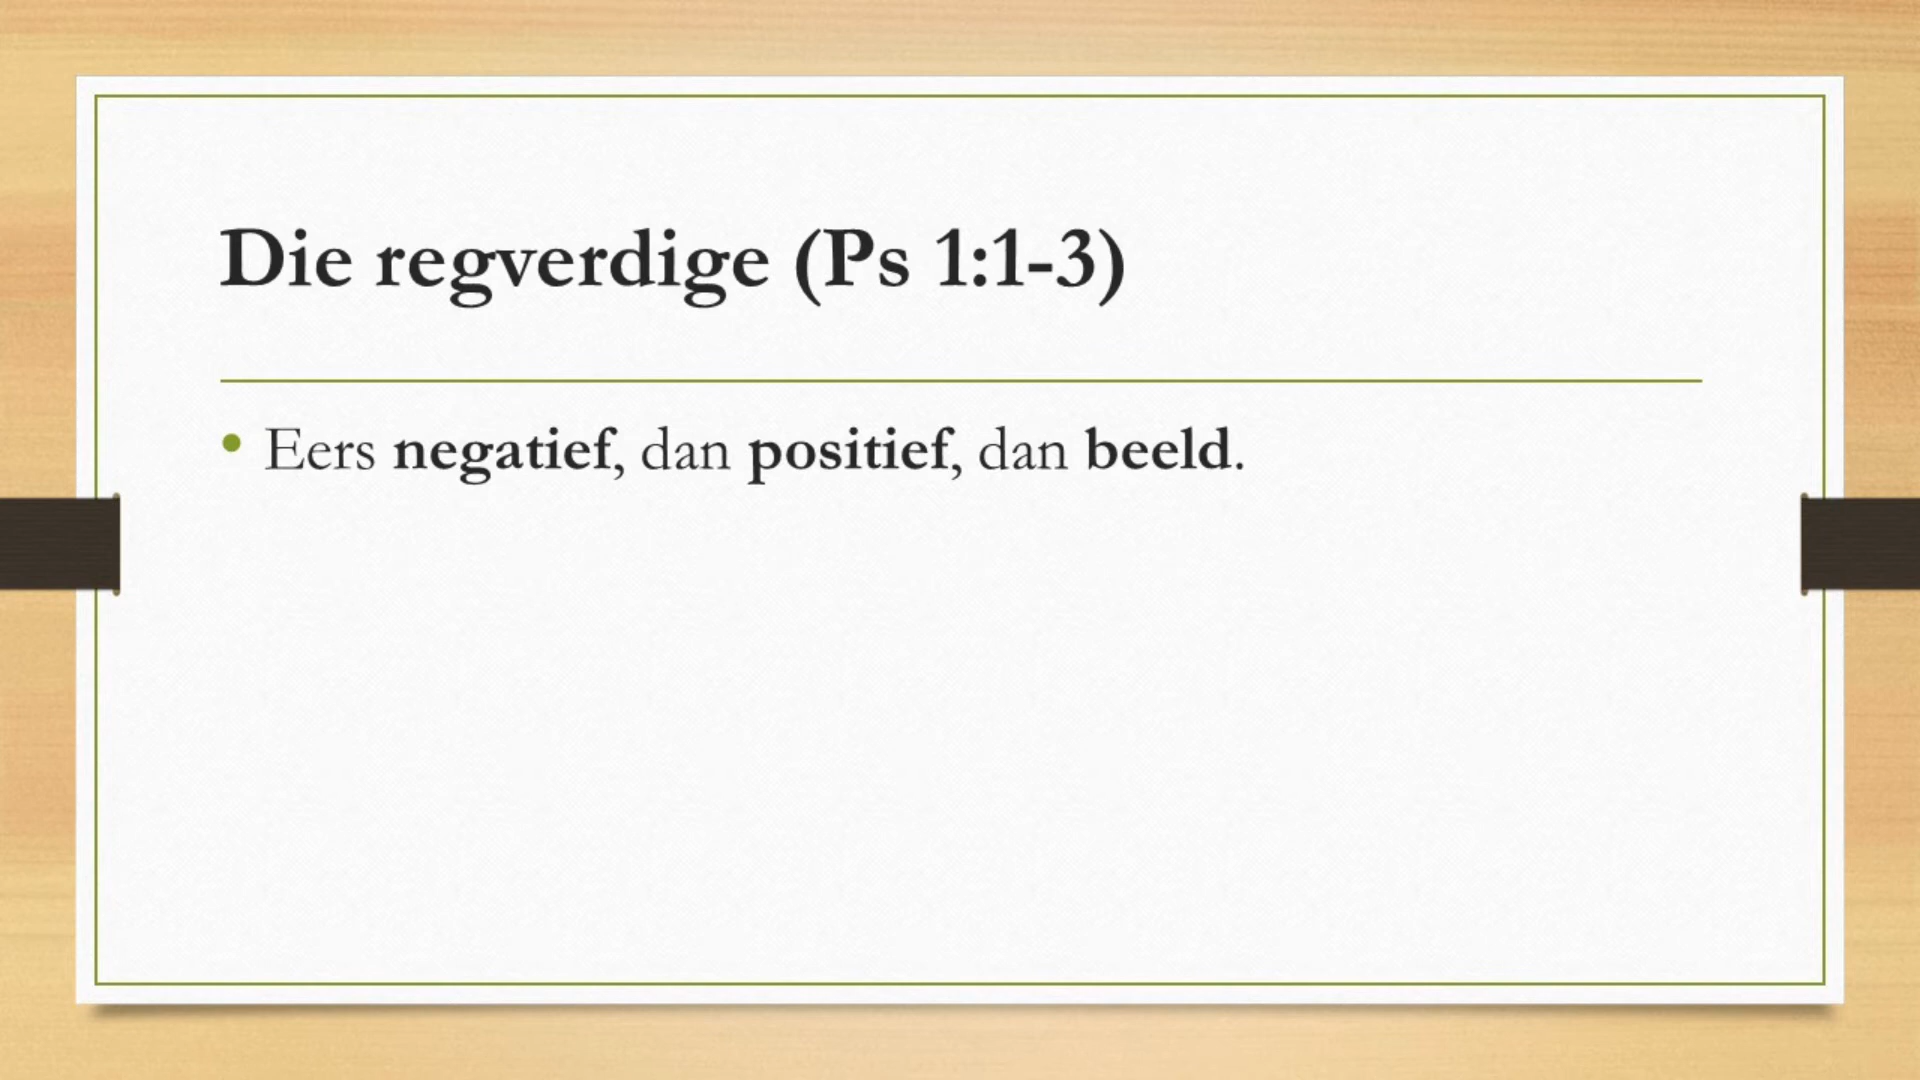 Die regverdige (Ps 1:1-3)
• Eers negatief, dan positief, dan beeld.